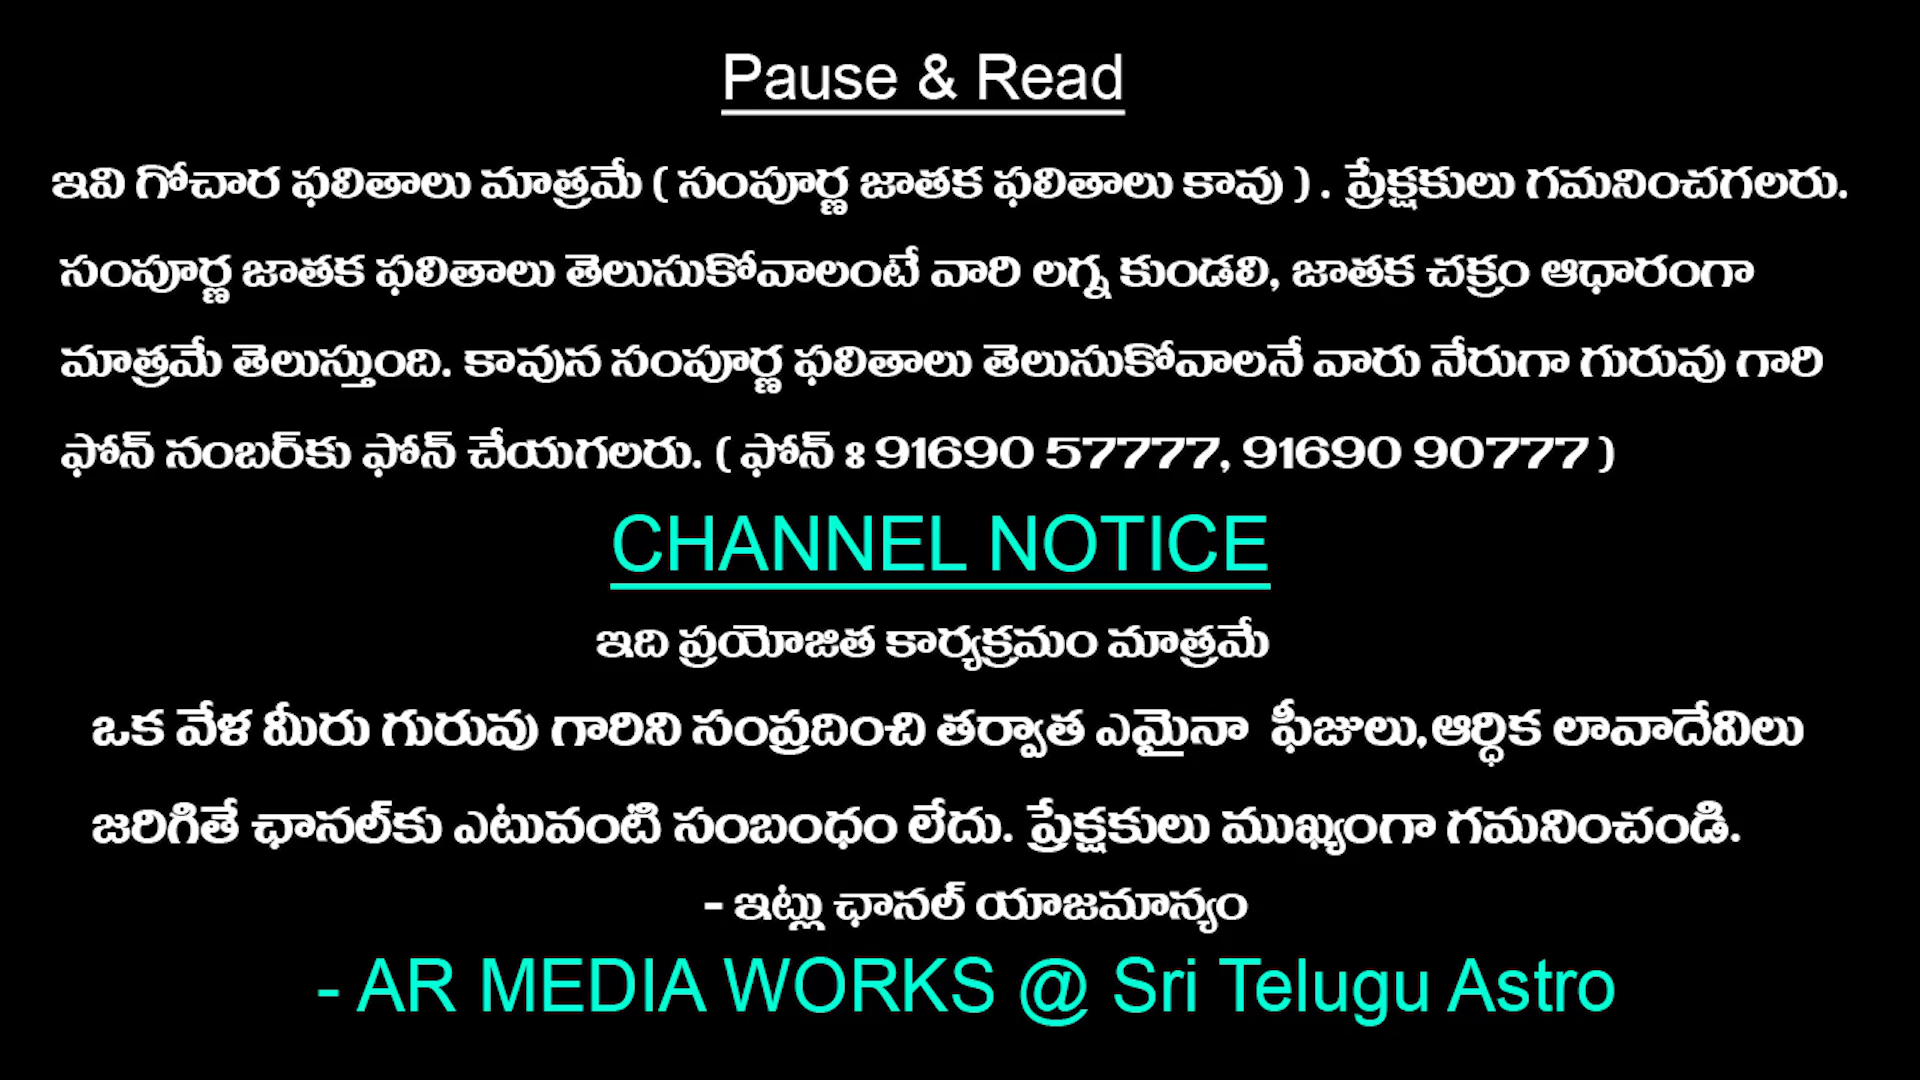 Pause & Read
ఇవి గోచార ఫలితాలు మాత్రమే ( సంపూర్ణ జాతక ఫలితాలు కావు ) . ప్రేక్షకులు గమనించగలరు.
సంపూర్ణ జాతక ఫలితాలు తెలుసుకోవాలంటే వారి లగ్న కుండలి, జాతక చక్రం ఆధారంగా
మాత్రమే తెలుస్తుంది. కావున సంపూర్ణ ఫలితాలు తెలుసుకోవాలనే వారు నేరుగా గురువు గారి
ఫోన్ నంబర్‌కు ఫోన్ చేయగలరు. ( ఫోన్ : 91690 57777, 91690 90777 )
CHANNEL NOTICE
ఇది ప్రయోజిత కార్యక్రమం మాత్రమే
ఒక వేళ మీరు గురువు గారిని సంప్రదించి తర్వాత ఎమైనా ఫీజులు,ఆర్ధిక లావాదేవిలు
జరిగితే ఛానల్‌కు ఎటువంటి సంబంధం లేదు. ప్రేక్షకులు ముఖ్యంగా గమనించండి.
- ఇట్లు ఛానల్ యాజమాన్యం
- AR MEDIA WORKS @ Sri Telugu Astro